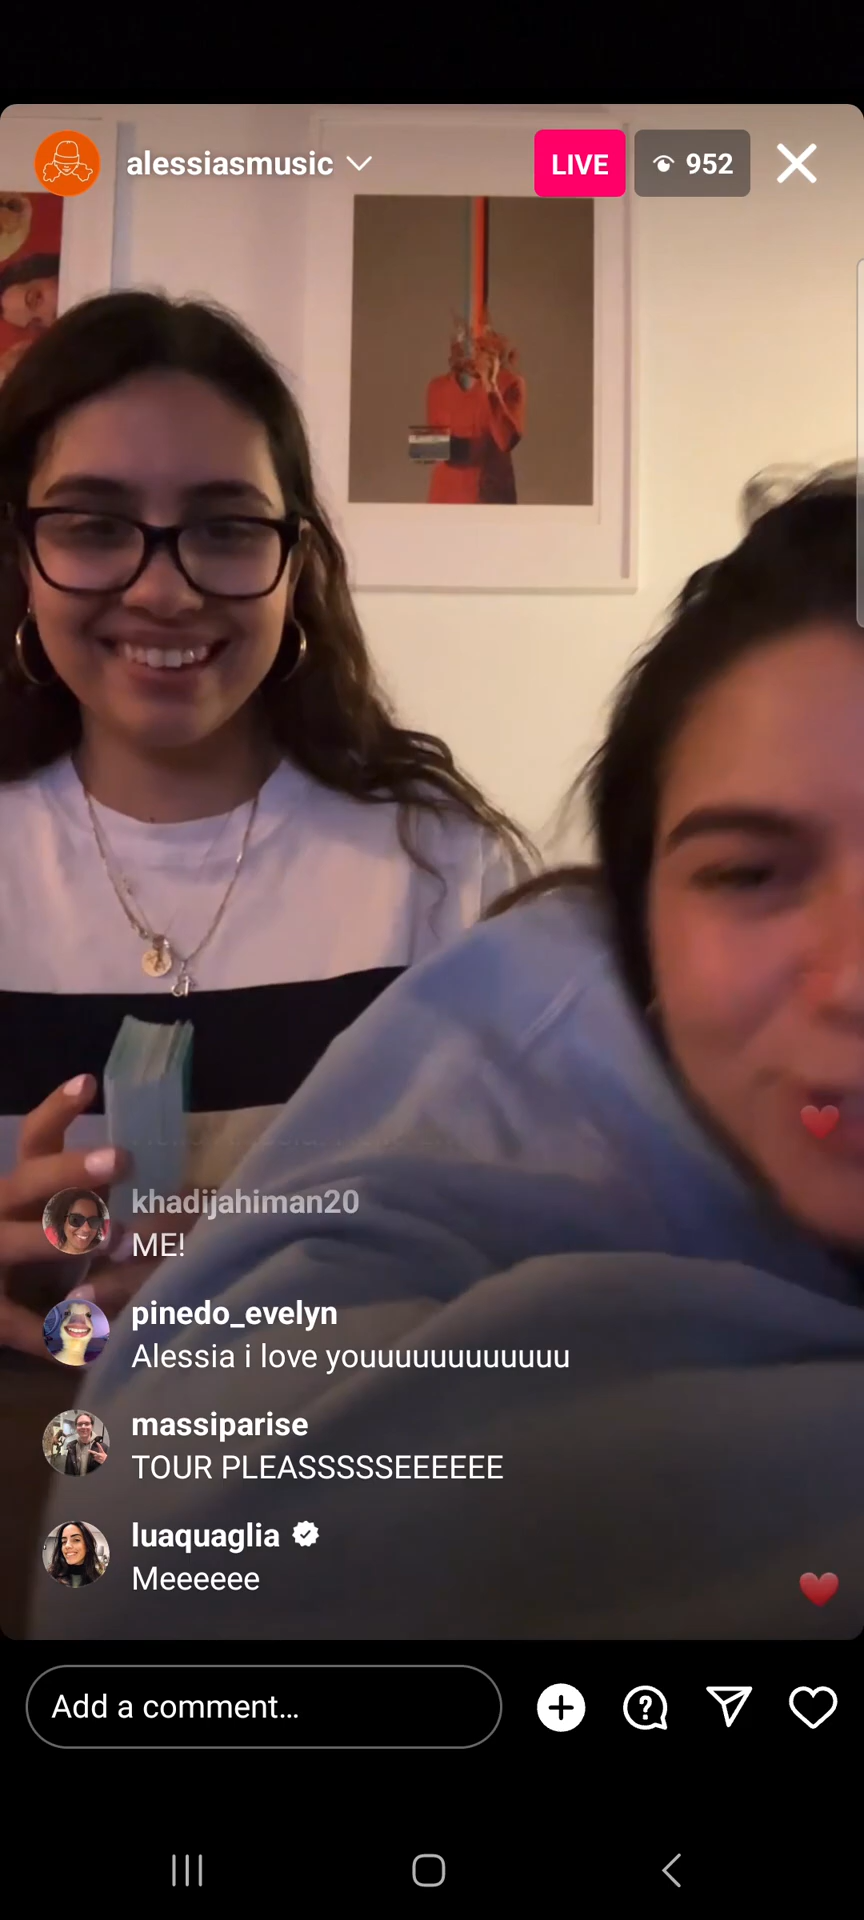 alessiasmusic
LIVE
952
khadijahiman20
ME!
pinedo_evelyn
Alessia i love youuuuuuuuuuuu
massiparise
TOUR PLEASSSSSEEEEEE
luaquaglia
Meeeeee
Add a comment...